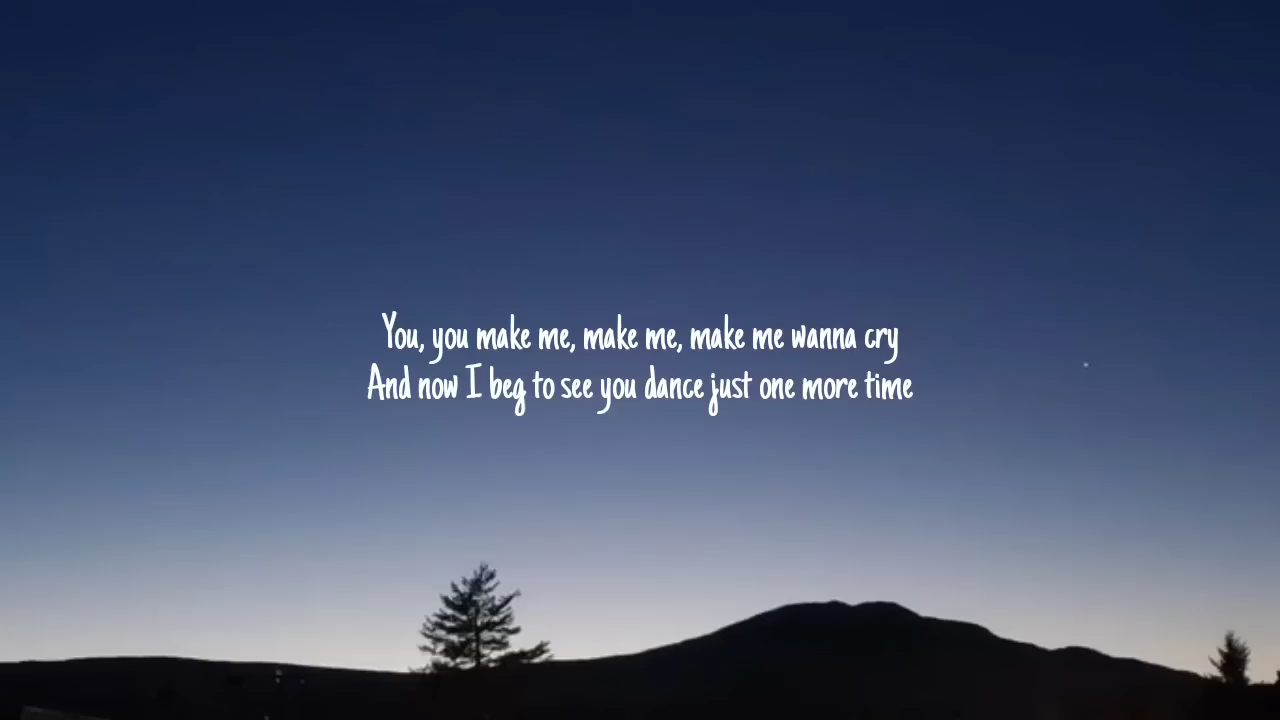 You, you make me, make me, make me wanna cry
And now I beg to see you dance just one more time